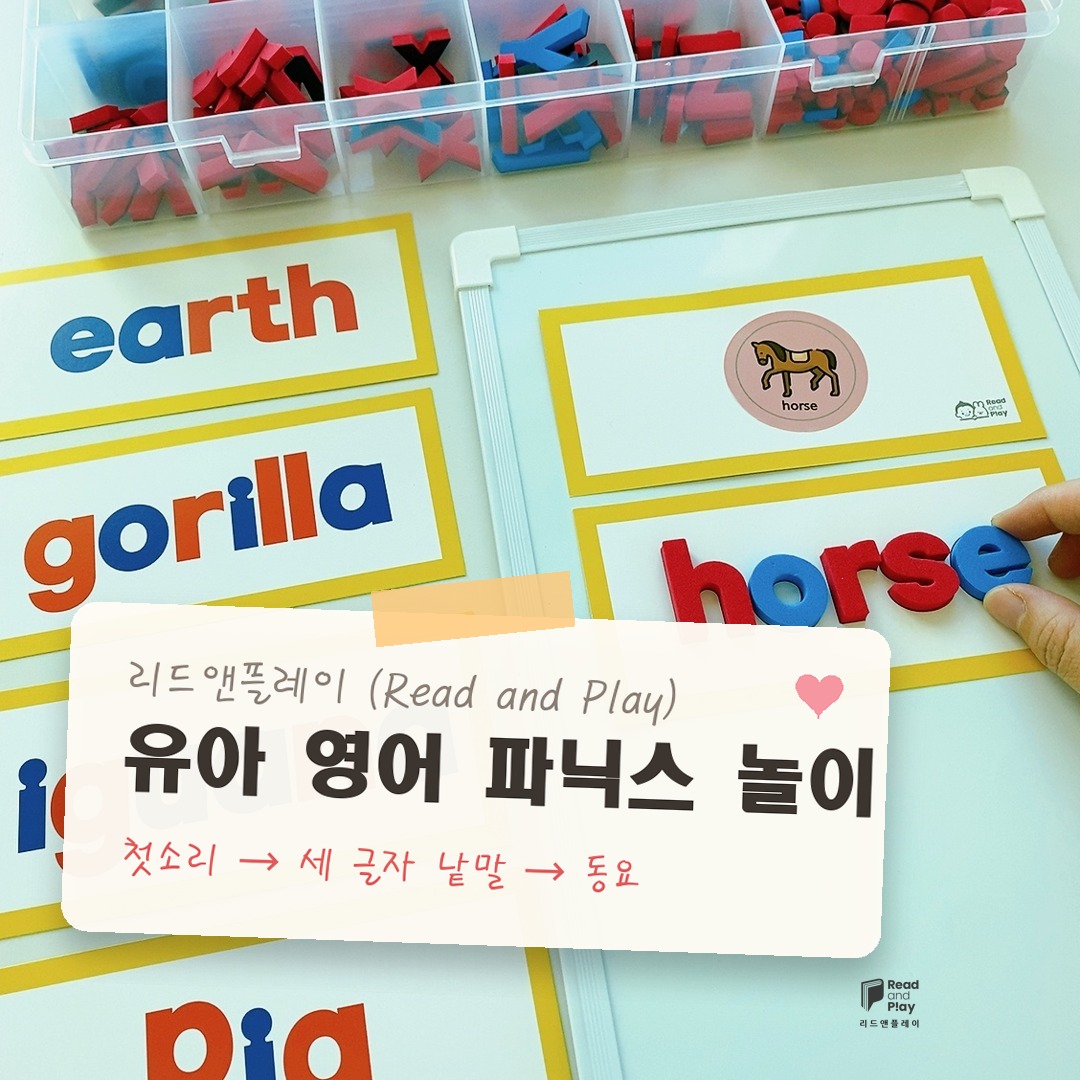 earth
gorilla
horse
Read
and
Play
horse
리드앤플레이 (Read and Play)
유아 영어 파닉스 놀이
첫소리 → 세 글자 낱말 → 동요
pig
Read
and
Play
리드앤플레이